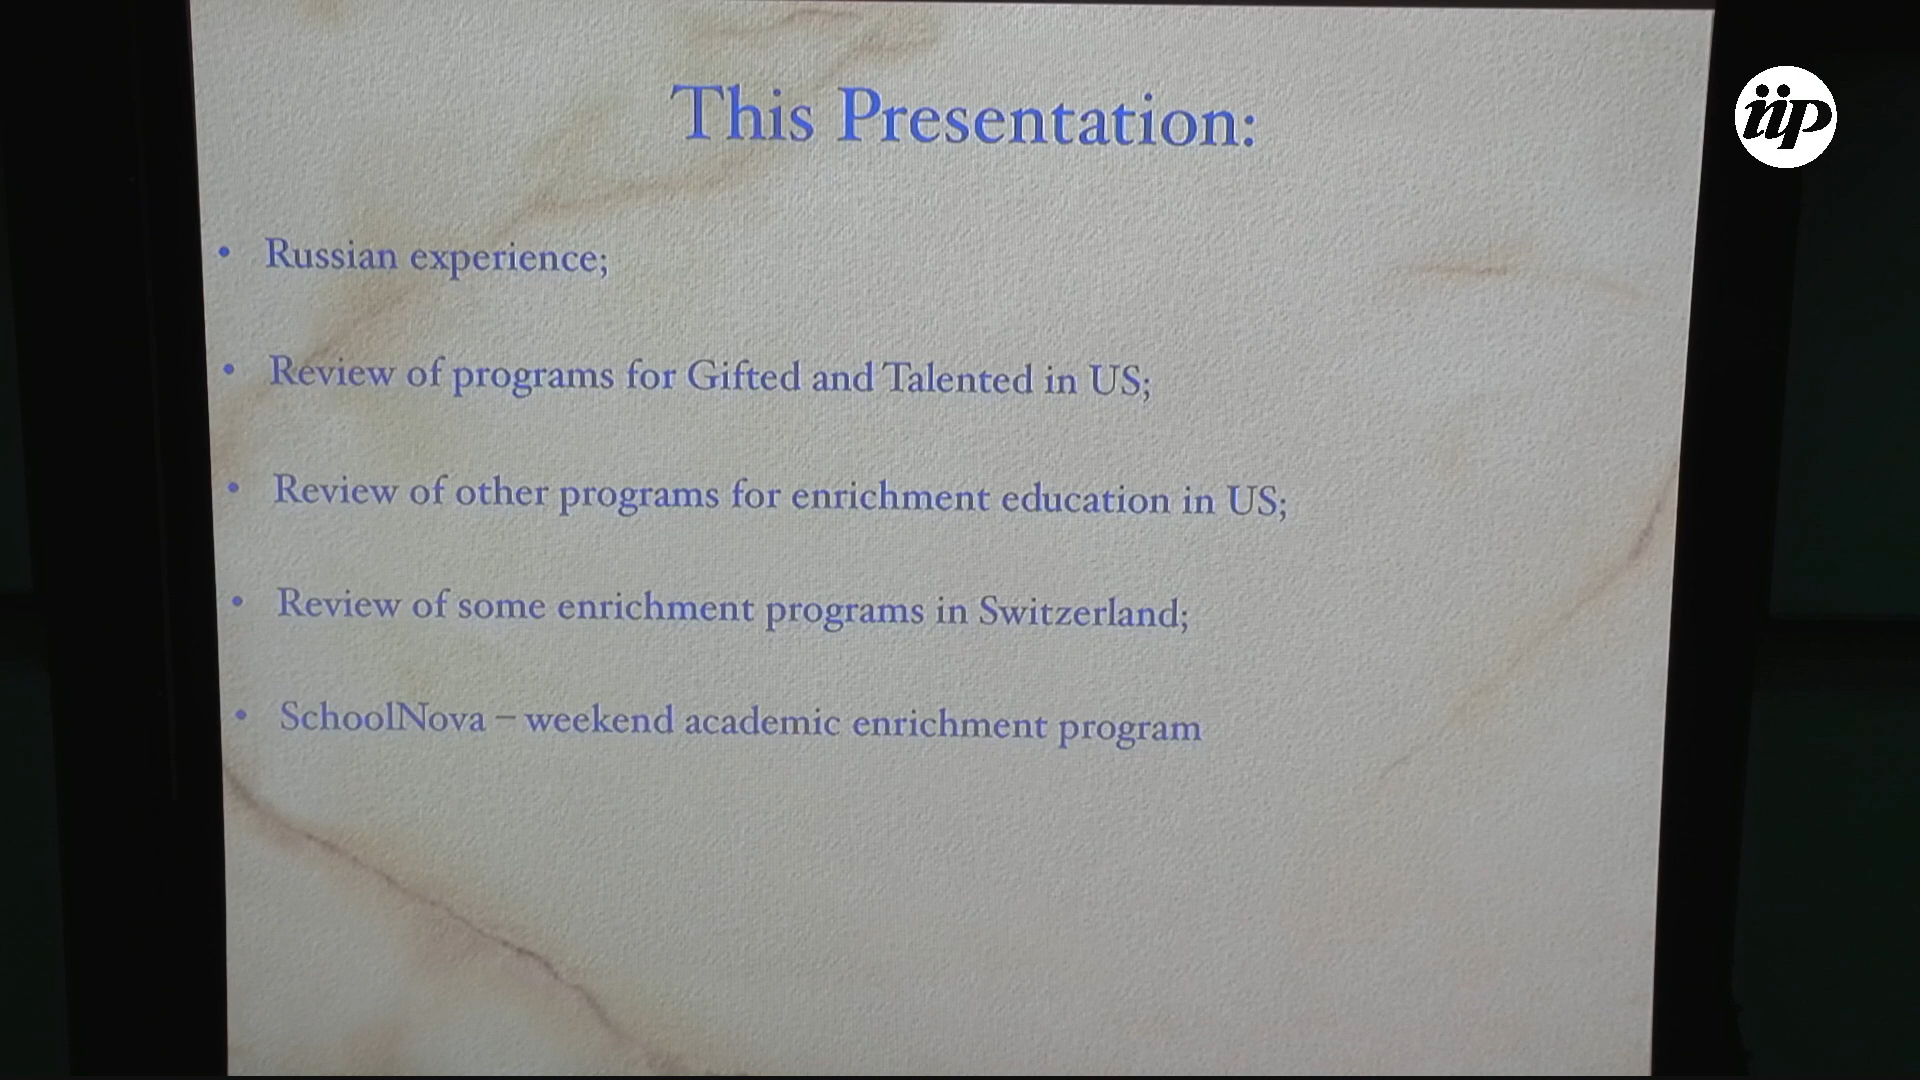 This Presentation:
iip
• Russian experience;
• Review of programs for Gifted and Talented in US;
• Review of other programs for enrichment education in US;
• Review of some enrichment programs in Switzerland;
• SchoolNova – weekend academic enrichment program